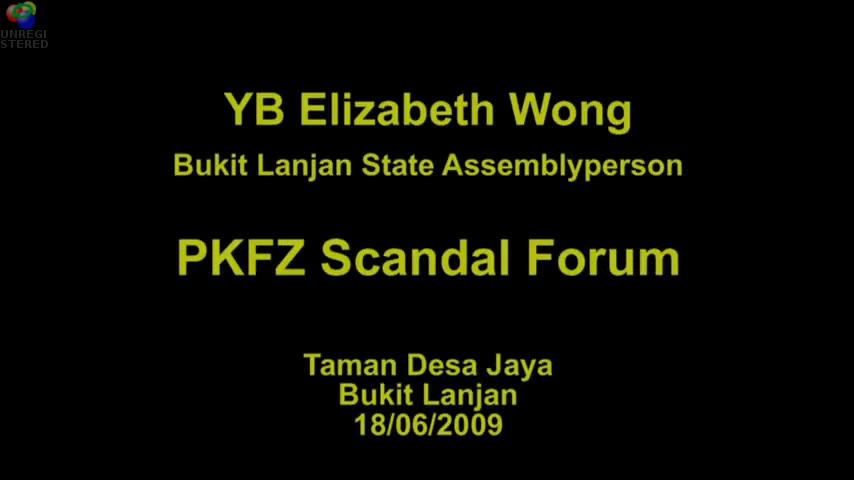 UNREGI
STERED
YB Elizabeth Wong
Bukit Lanjan State Assemblyperson
PKFZ Scandal Forum
Taman Desa Jaya
Bukit Lanjan
18/06/2009